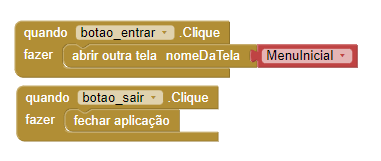 quando botao_entrar .Clique
fazer abrir outra tela nomeDaTela MenuInicial
quando botao_sair .Clique
fazer fechar aplicação